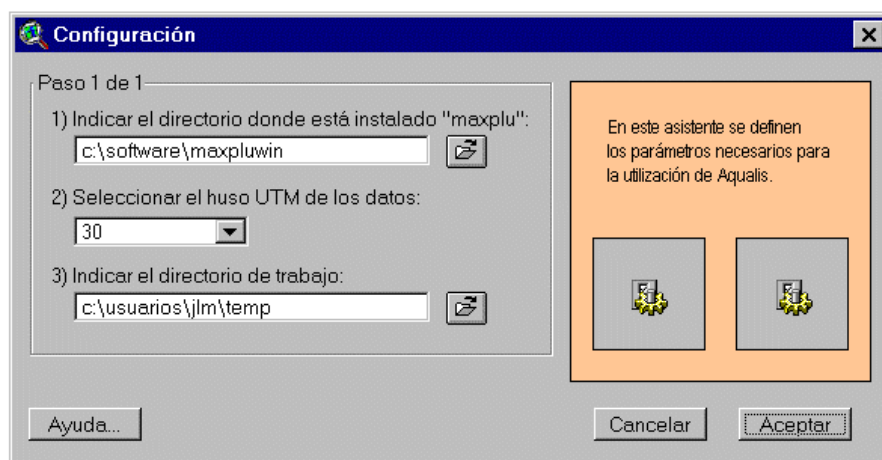 Configuración
Paso 1 de 1
1) Indicar el directorio donde está instalado "maxplu":
c:\software\maxpluwin
2) Seleccionar el huso UTM de los datos:
30
3) Indicar el directorio de trabajo:
c:\usuarios\jlm\temp
En este asistente se definen
los parámetros necesarios para
la utilización de Aqualis.
Ayuda...
Cancelar
Aceptar